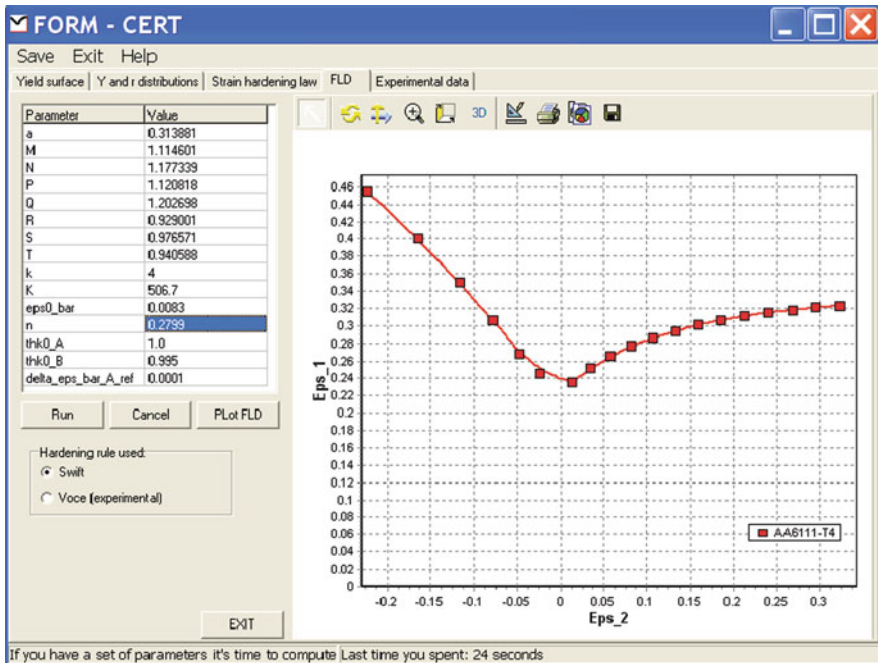 FORM - CERT
Save Exit Help
Yield surface Y and r distributions Strain hardening law FLD Experimental data
Parameter Value
a 0.313881
M 1.114601
N 1.177339
P 1.120818
Q 1.202698
R 0.929001
S 0.976571
T 0.940588
k 4
K 506.7
eps0_bar 0.0083
n 0.2799
thk0_A 1.0
thk0_B 0.995
delta_eps_bar_A_ref 0.0001
Run Cancel PLot FLD
Hardening rule used:
Swift
Voce (experimental)
EXIT
3D
0.46
0.44
0.42
0.4
0.38
0.36
0.34
0.32
0.3
0.28
0.26
0.24
0.22
0.2
0.18
0.16
0.14
0.12
0.1
0.08
0.06
0.04
0.02
0
Eps_1
AA6111-T4
-0.2 -0.15 -0.1 -0.05 0 0.05 0.1 0.15 0.2 0.25 0.3
Eps_2
If you have a set of parameters it's time to compute Last time you spent: 24 seconds